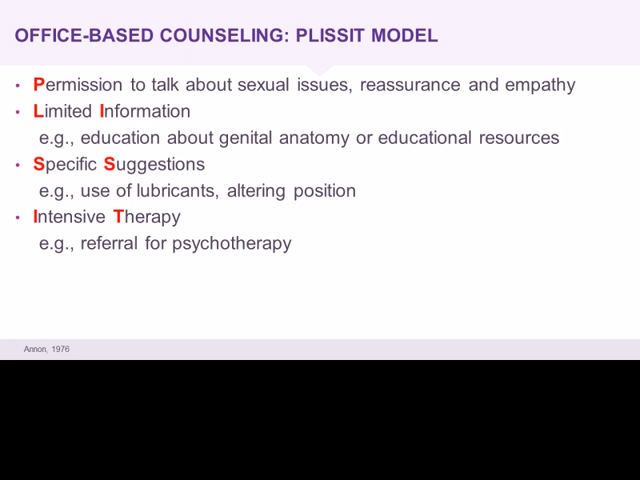 OFFICE-BASED COUNSELING: PLISSIT MODEL
• Permission to talk about sexual issues, reassurance and empathy
• Limited Information
e.g., education about genital anatomy or educational resources
• Specific Suggestions
e.g., use of lubricants, altering position
• Intensive Therapy
e.g., referral for psychotherapy
Annon, 1976